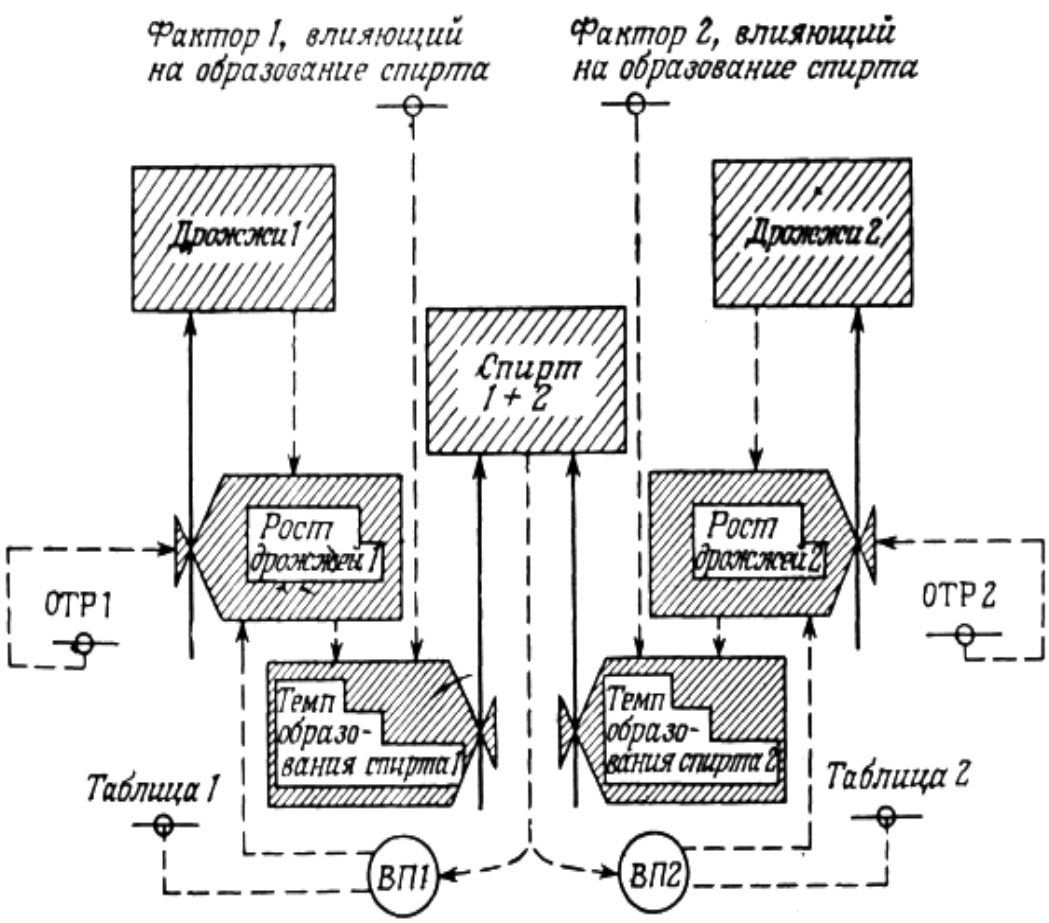 Фактор 1, влияющий
на образование спирта
Фактор 2, влияющий
на образование спирта
Дрожжи 1
Дрожжи 2
Спирт
1 + 2
Рост
дрожжей 1
Рост
дрожжей 2
ОТР 1
ОТР 2
Темп
образо-
вания спирта 1
Темп
образо-
вания спирта 2
Таблица 1
Таблица 2
ВП1
ВП2